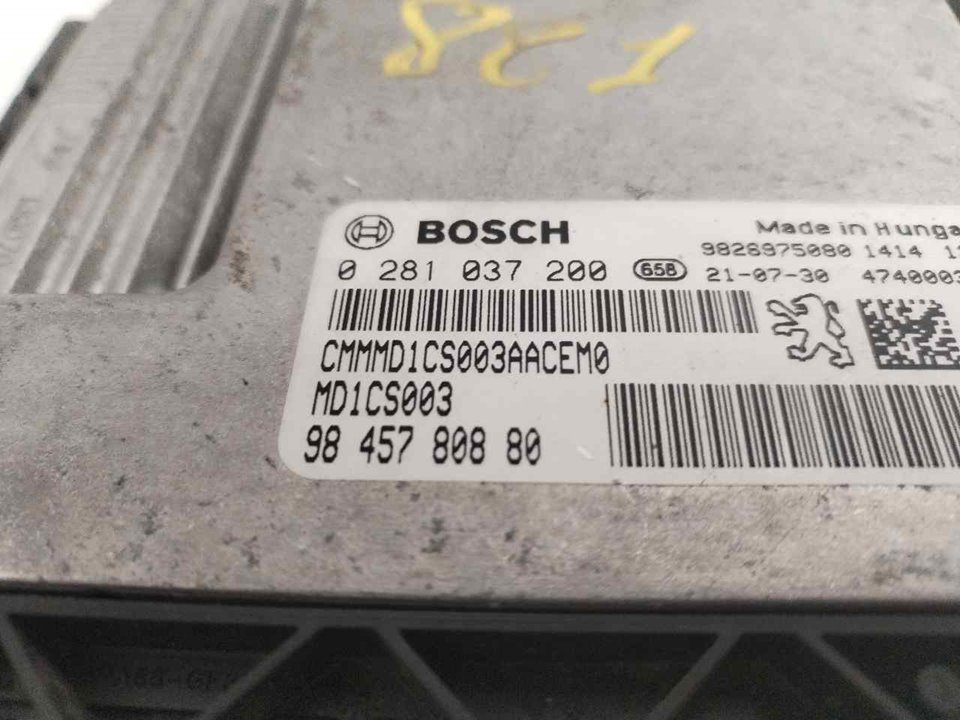 BOSCH
Made in Hunga
0 281 037 200 658
9826975080 1414
21-07-30 4740003
CMMMD1CS003AACEM0
MD1CS003
98 457 808 80